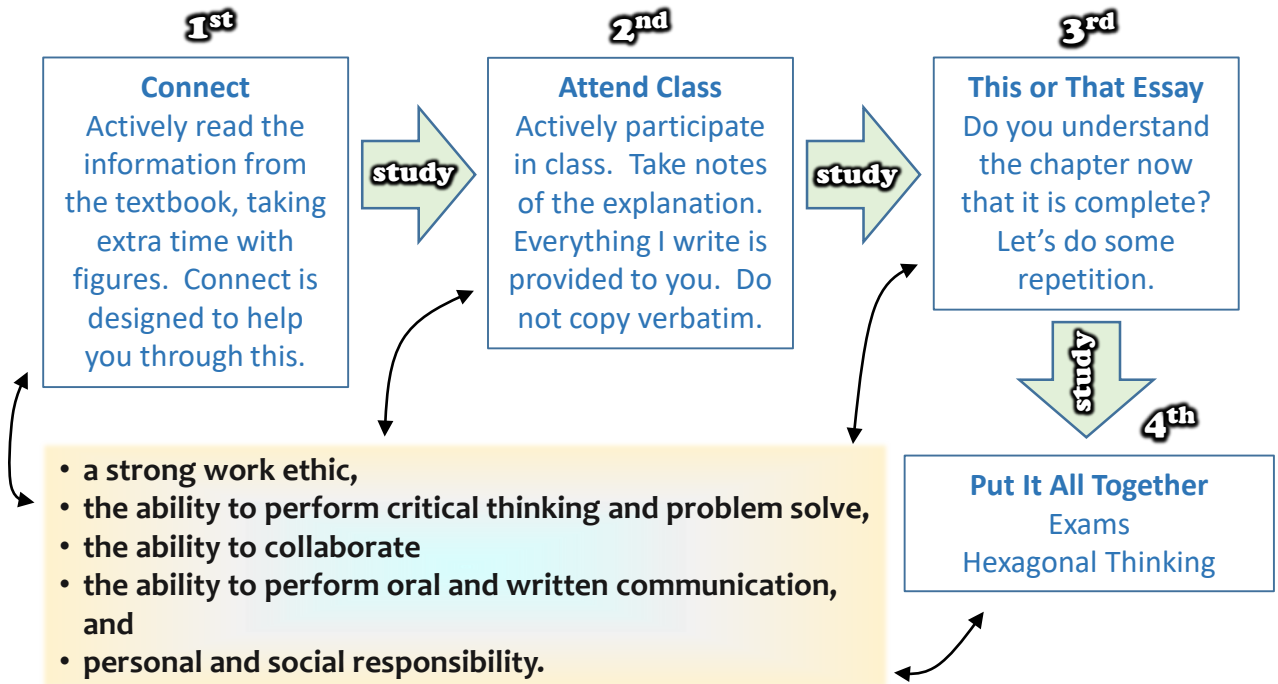 1st
Connect
Actively read the
information from
the textbook, taking
extra time with
figures.  Connect is
designed to help
you through this.
study
2nd
Attend Class
Actively participate
in class.  Take notes
of the explanation.
Everything I write is
provided to you.  Do
not copy verbatim.
study
3rd
This or That Essay
Do you understand
the chapter now
that it is complete?
Let's do some
repetition.
study
4th
Put It All Together
Exams
Hexagonal Thinking
• a strong work ethic,
• the ability to perform critical thinking and problem solve,
• the ability to collaborate
• the ability to perform oral and written communication,
and
• personal and social responsibility.